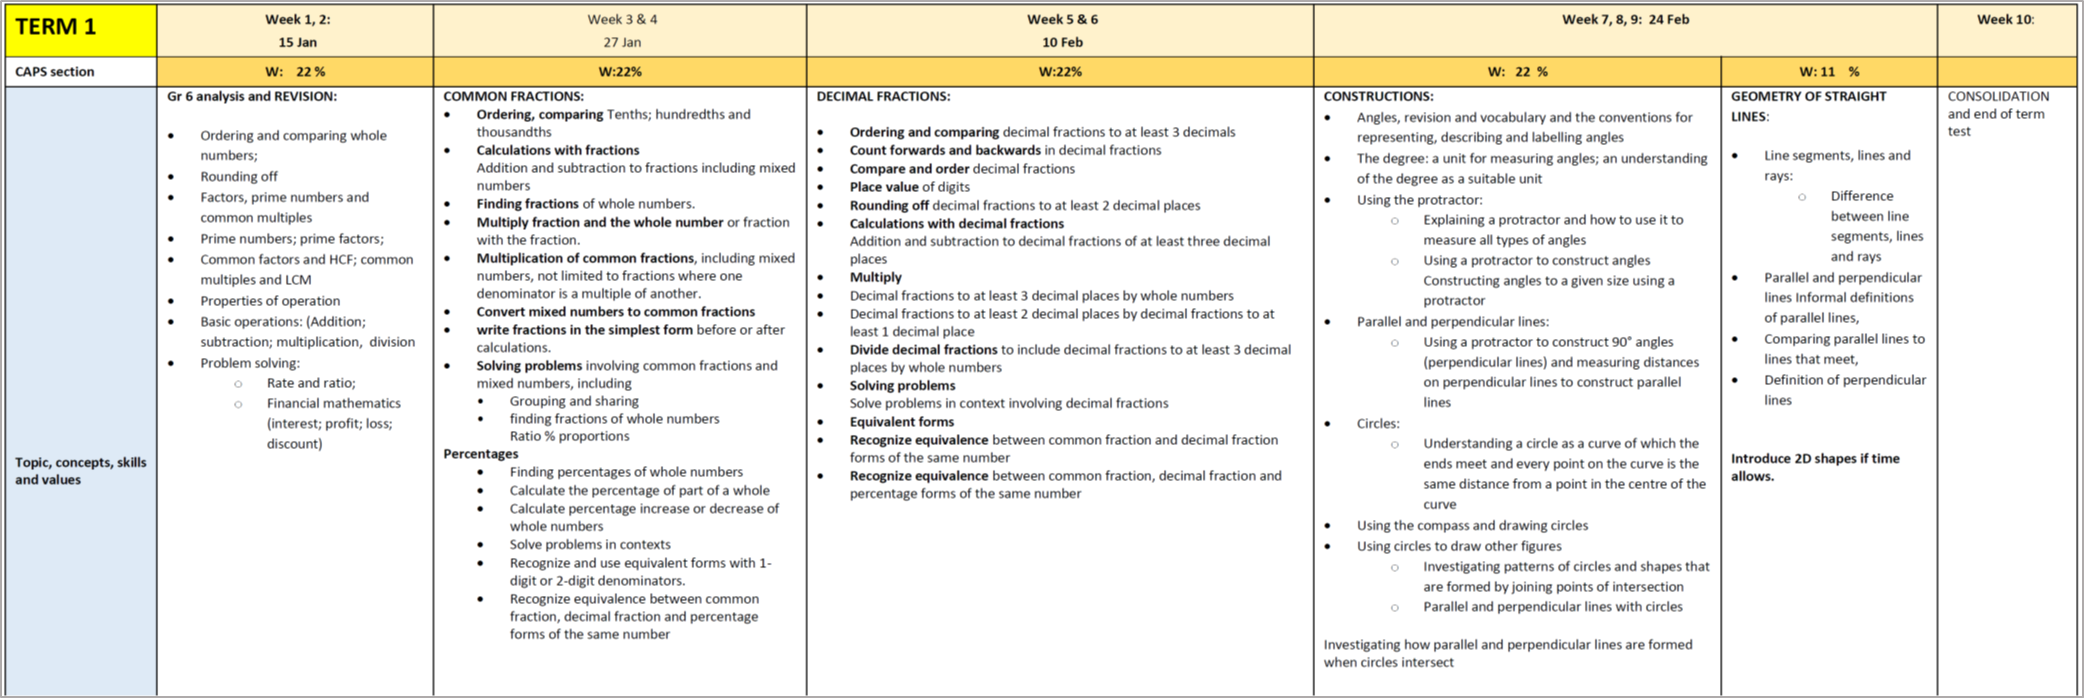 TERM 1
Week 1, 2:
15 Jan
Week 3 & 4
27 Jan
Week 5 & 6
10 Feb
Week 7, 8, 9: 24 Feb
Week 10:
CAPS section
W: 22 %
W:22%
W:22%
W: 22 %
W: 11 %
Topic, concepts, skills
and values
Gr 6 analysis and REVISION:
• Ordering and comparing whole
numbers;
• Rounding off
• Factors, prime numbers and
common multiples
• Prime numbers; prime factors;
• Common factors and HCF; common
multiples and LCM
• Properties of operation
• Basic operations: (Addition;
subtraction; multiplication, division
• Problem solving:
○ Rate and ratio;
○ Financial mathematics
(interest; profit; loss;
discount)
COMMON FRACTIONS:
• Ordering, comparing Tenths; hundredths and
thousandths
• Calculations with fractions
Addition and subtraction to fractions including mixed
numbers
• Finding fractions of whole numbers.
• Multiply fraction and the whole number or fraction
with the fraction.
• Multiplication of common fractions, including mixed
numbers, not limited to fractions where one
denominator is a multiple of another.
• Convert mixed numbers to common fractions
• write fractions in the simplest form before or after
calculations.
• Solving problems involving common fractions and
mixed numbers, including
• Grouping and sharing
• finding fractions of whole numbers
Ratio % proportions
Percentages
• Finding percentages of whole numbers
• Calculate the percentage of part of a whole
• Calculate percentage increase or decrease of
whole numbers
• Solve problems in contexts
• Recognize and use equivalent forms with 1-
digit or 2-digit denominators.
• Recognize equivalence between common
fraction, decimal fraction and percentage
forms of the same number
DECIMAL FRACTIONS:
• Ordering and comparing decimal fractions to at least 3 decimals
• Count forwards and backwards in decimal fractions
• Compare and order decimal fractions
• Place value of digits
• Rounding off decimal fractions to at least 2 decimal places
• Calculations with decimal fractions
Addition and subtraction to decimal fractions of at least three decimal
places
• Multiply
• Decimal fractions to at least 3 decimal places by whole numbers
• Decimal fractions to at least 2 decimal places by decimal fractions to at
least 1 decimal place
• Divide decimal fractions to include decimal fractions to at least 3 decimal
places by whole numbers
• Solving problems
Solve problems in context involving decimal fractions
• Equivalent forms
• Recognize equivalence between common fraction and decimal fraction
forms of the same number
• Recognize equivalence between common fraction, decimal fraction and
percentage forms of the same number
CONSTRUCTIONS:
• Angles, revision and vocabulary and the conventions for
representing, describing and labelling angles
• The degree: a unit for measuring angles; an understanding
of the degree as a suitable unit
• Using the protractor:
○ Explaining a protractor and how to use it to
measure all types of angles
○ Using a protractor to construct angles
Constructing angles to a given size using a
protractor
• Parallel and perpendicular lines:
○ Using a protractor to construct 90° angles
(perpendicular lines) and measuring distances
on perpendicular lines to construct parallel
lines
• Circles:
○ Understanding a circle as a curve of which the
ends meet and every point on the curve is the
same distance from a point in the centre of the
curve
• Using the compass and drawing circles
• Using circles to draw other figures
○ Investigating patterns of circles and shapes that
are formed by joining points of intersection
○ Parallel and perpendicular lines with circles
Investigating how parallel and perpendicular lines are formed
when circles intersect
GEOMETRY OF STRAIGHT
LINES:
• Line segments, lines and
rays:
○ Difference
between line
segments, lines
and rays
• Parallel and perpendicular
lines Informal definitions
of parallel lines,
• Comparing parallel lines to
lines that meet,
• Definition of perpendicular
lines
Introduce 2D shapes if time
allows.
CONSOLIDATION
and end of term
test